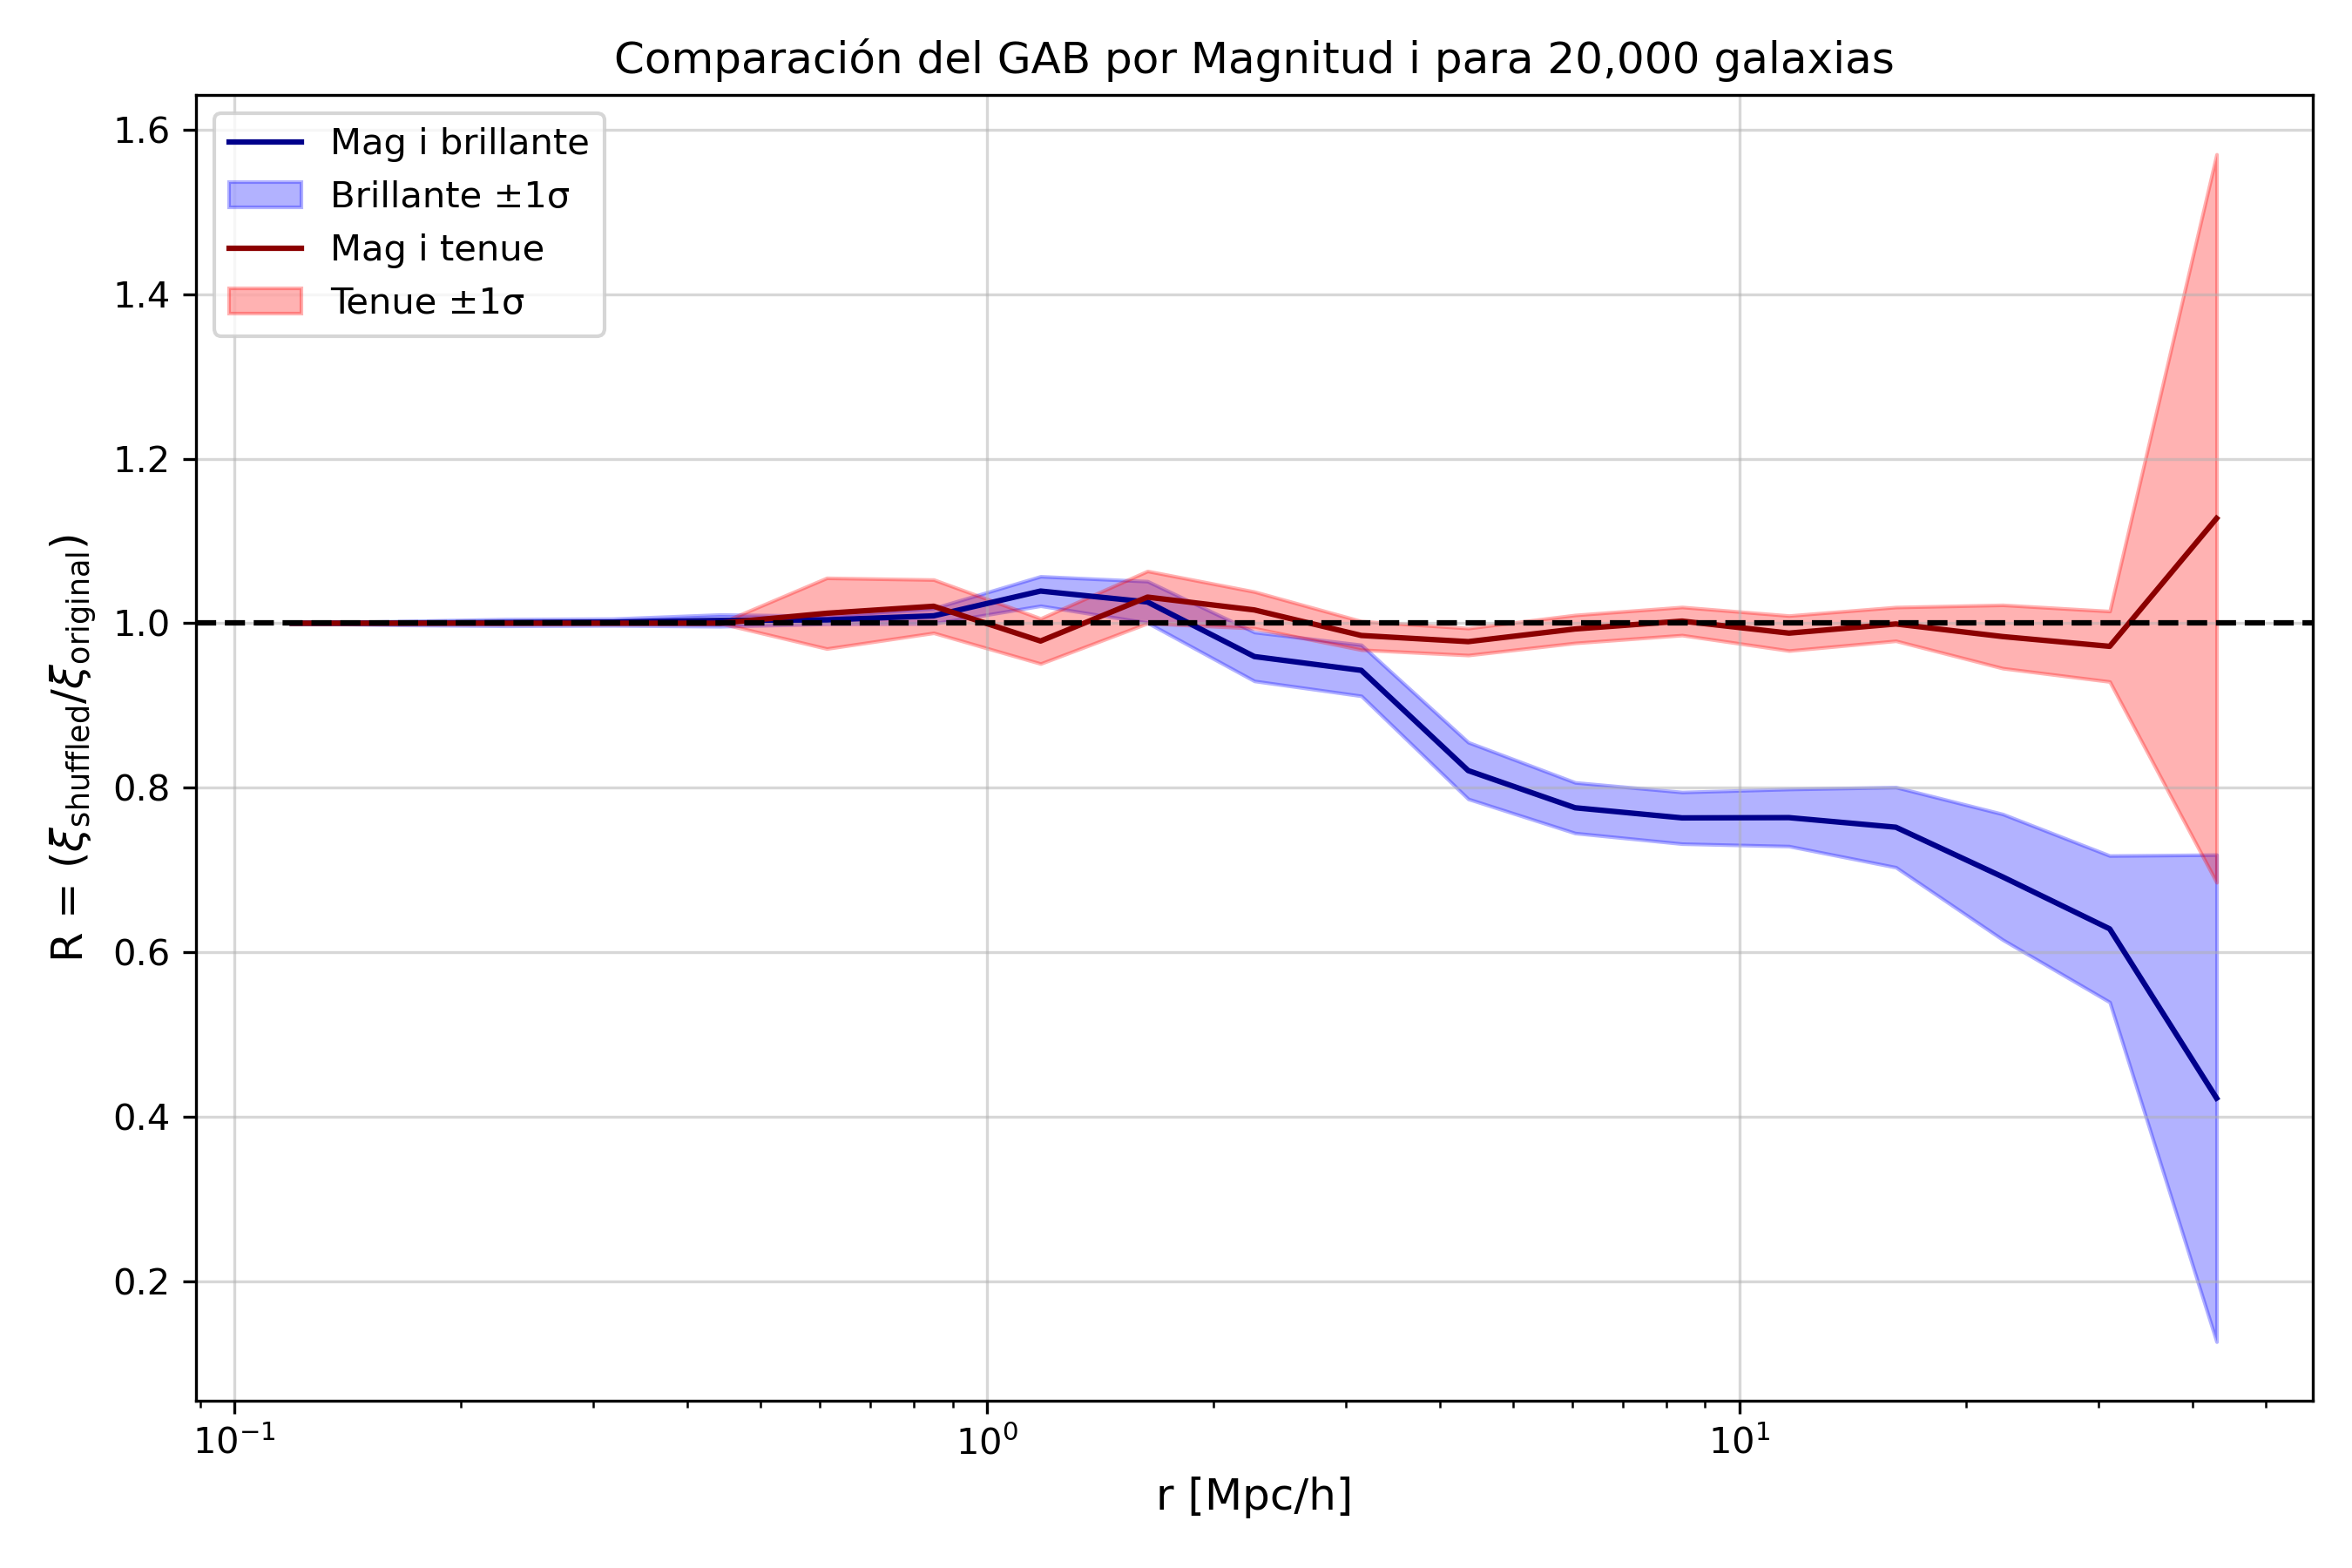 Comparación del GAB por Magnitud i para 20,000 galaxias
Mag i brillante
Brillante ±1σ
Mag i tenue
Tenue ±1σ
R = (ξshuffled/ξoriginal)
1.6
1.4
1.2
1.0
0.8
0.6
0.4
0.2
10⁻¹
10⁰
10¹
r [Mpc/h]